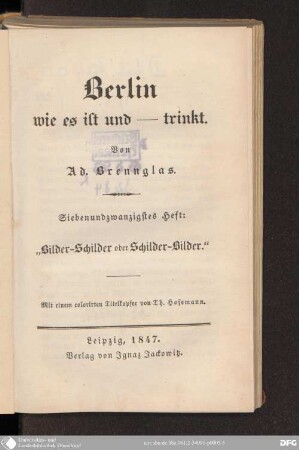 Berlin
wie es ist und — trinkt.
Von
Ad. Brennglas.
Siebenundzwanzigstes Heft:
„Bilder-Schilder oder Schilder-Bilder.“
Mit einem colorirten Titelkupfer von Th. Hosemann.
Leipzig, 1847.
Verlag von Ignaz Jackowitz.
DFG